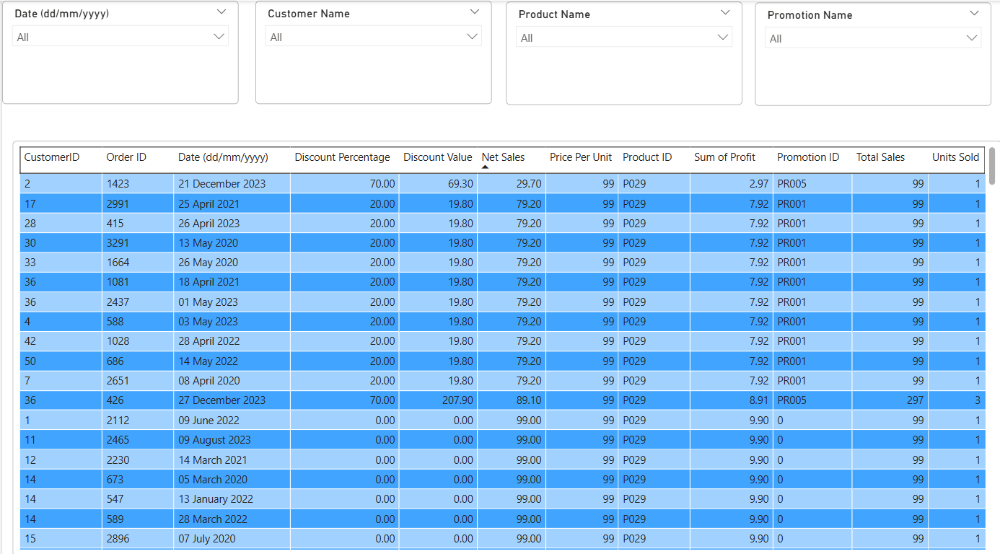 Date (dd/mm/yyyy) Customer Name Product Name Promotion Name
All All All All
CustomerID Order ID Date (dd/mm/yyyy) Discount Percentage Discount Value Net Sales Price Per Unit Product ID Sum of Profit Promotion ID Total Sales Units Sold
2 1423 21 December 2023 70.00 69.30 29.70 99 P029 2.97 PR005 99 1
17 2991 25 April 2021 20.00 19.80 79.20 99 P029 7.92 PR001 99 1
28 415 26 April 2023 20.00 19.80 79.20 99 P029 7.92 PR001 99 1
30 3291 13 May 2020 20.00 19.80 79.20 99 P029 7.92 PR001 99 1
33 1664 26 May 2020 20.00 19.80 79.20 99 P029 7.92 PR001 99 1
36 1081 18 April 2021 20.00 19.80 79.20 99 P029 7.92 PR001 99 1
36 2437 01 May 2023 20.00 19.80 79.20 99 P029 7.92 PR001 99 1
4 588 03 May 2023 20.00 19.80 79.20 99 P029 7.92 PR001 99 1
42 1028 28 April 2022 20.00 19.80 79.20 99 P029 7.92 PR001 99 1
50 686 14 May 2022 20.00 19.80 79.20 99 P029 7.92 PR001 99 1
7 2651 08 April 2020 20.00 19.80 79.20 99 P029 7.92 PR001 99 1
36 426 27 December 2023 70.00 207.90 89.10 99 P029 8.91 PR005 297 3
1 2112 09 June 2022 0.00 0.00 99.00 99 P029 9.90 0 99 1
11 2465 09 August 2023 0.00 0.00 99.00 99 P029 9.90 0 99 1
12 2230 14 March 2021 0.00 0.00 99.00 99 P029 9.90 0 99 1
14 673 05 March 2020 0.00 0.00 99.00 99 P029 9.90 0 99 1
14 547 13 January 2022 0.00 0.00 99.00 99 P029 9.90 0 99 1
14 589 28 March 2022 0.00 0.00 99.00 99 P029 9.90 0 99 1
15 2896 07 July 2020 0.00 0.00 99.00 99 P029 9.90 0 99 1